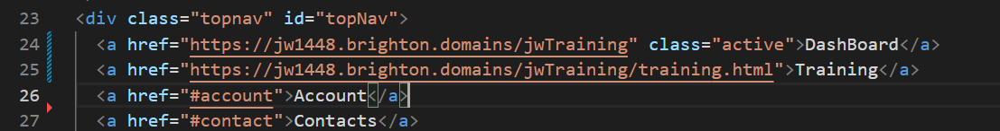 23 <div class="topnav" id="topNav">
24 <a href="https://jw1448.brighton.domains/jwTraining" class="active">DashBoard</a>
25 <a href="https://jw1448.brighton.domains/jwTraining/training.html">Training</a>
26 <a href="#account">Account</a>
27 <a href="#contact">Contacts</a>